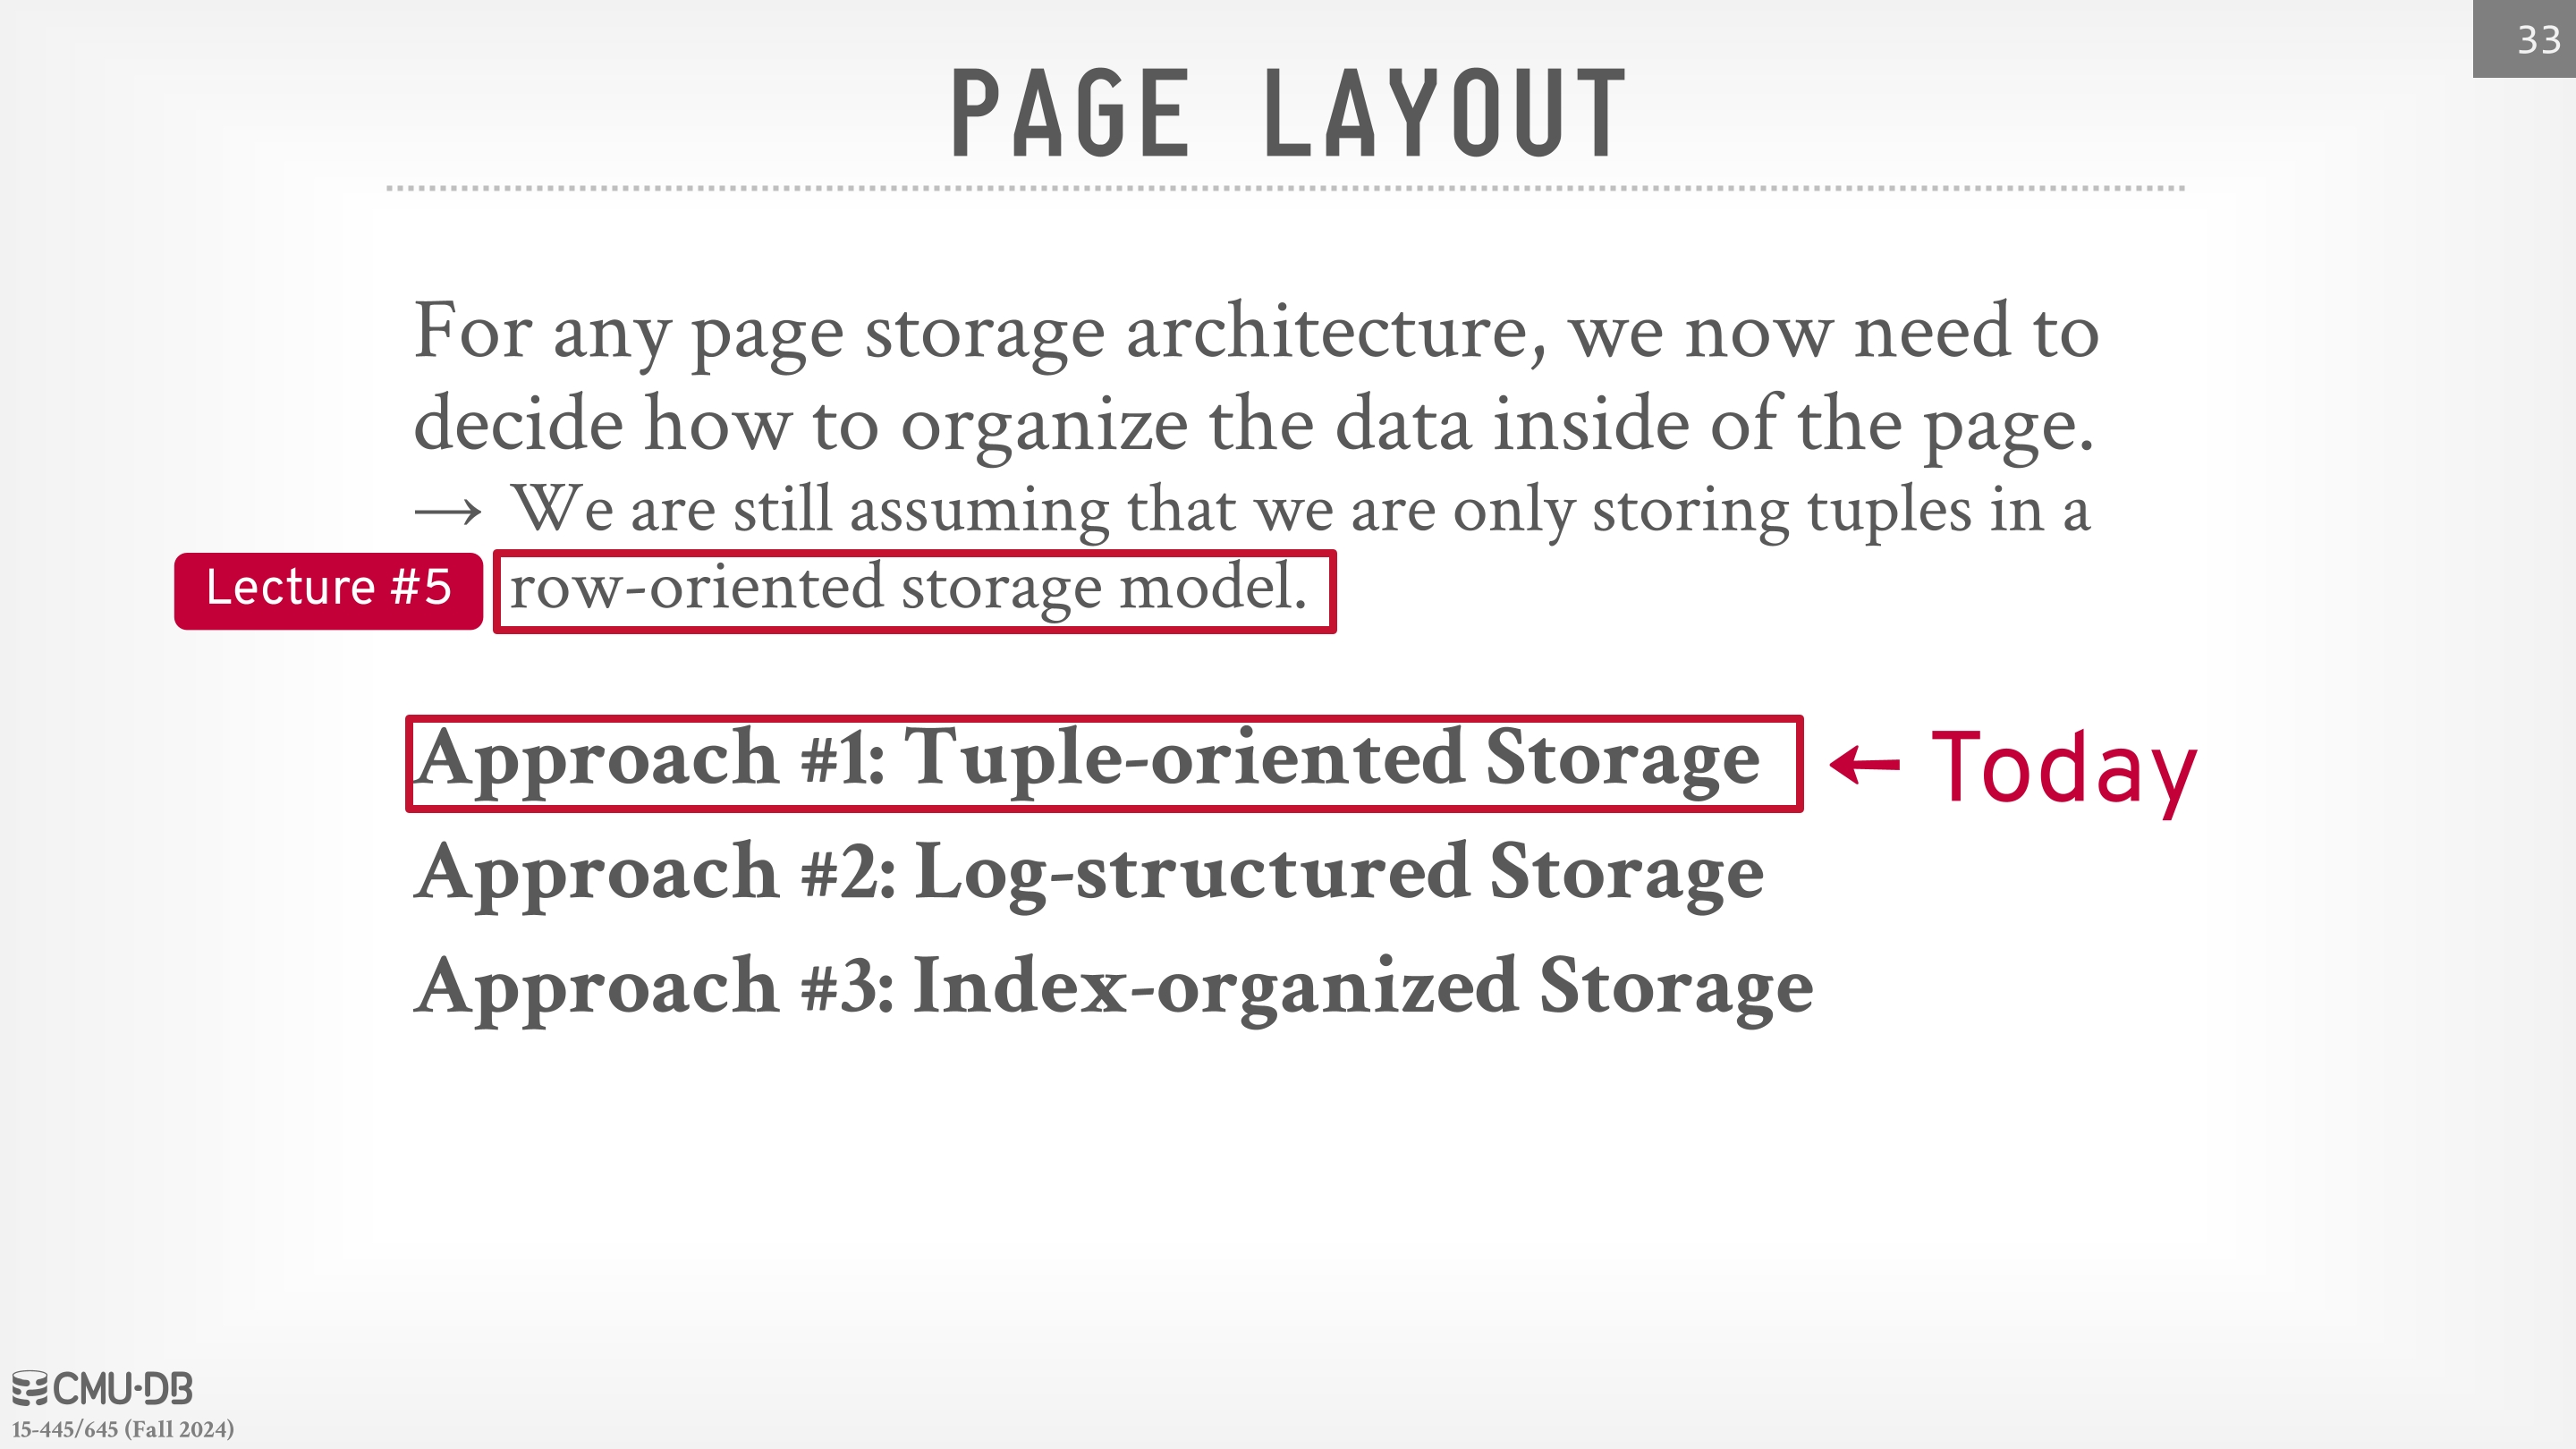 33
PAGE LAYOUT
For any page storage architecture, we now need to
decide how to organize the data inside of the page.
→ We are still assuming that we are only storing tuples in a
Lecture #5 row-oriented storage model.
Approach #1: Tuple-oriented Storage ← Today
Approach #2: Log-structured Storage
Approach #3: Index-organized Storage
CMU·DB
15-445/645 (Fall 2024)